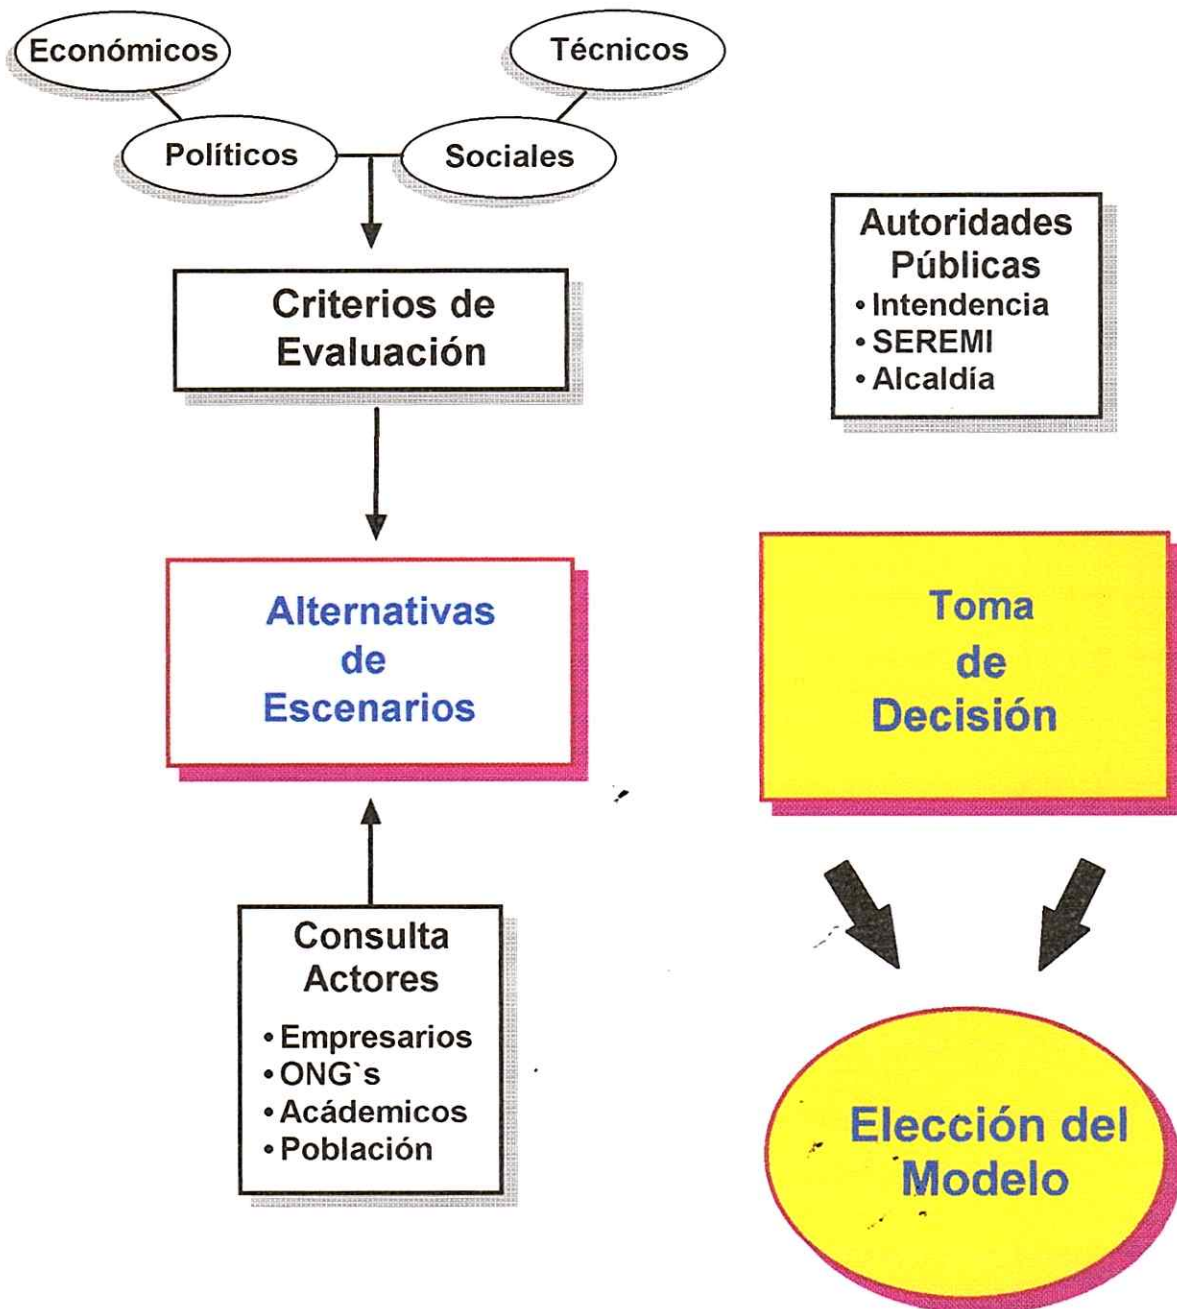 Económicos
Técnicos
Políticos
Sociales
Criterios de
Evaluación
Autoridades
Públicas
• Intendencia
• SEREMI
• Alcaldía
Alternativas
de
Escenarios
Toma
de
Decisión
Consulta
Actores
• Empresarios
• ONG`s
• Acádemicos
• Población
Elección del
Modelo